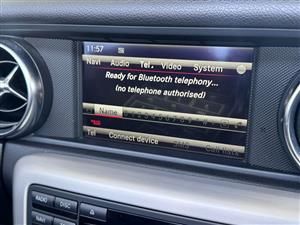 11:57
Navi Audio Tel. Video System
Ready for Bluetooth telephony...
(no telephone authorised)
Name
Tel Connect device
RADIO DISC
NAVI